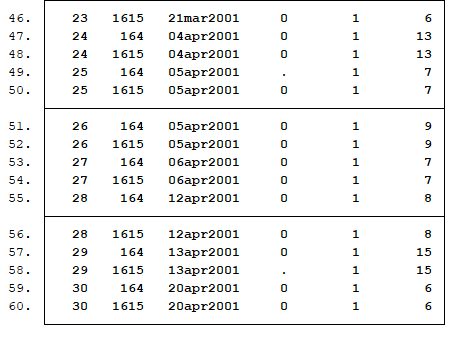 46. 23 1615 21mar2001 0 1 6
47. 24 164 04apr2001 0 1 13
48. 24 1615 04apr2001 0 1 13
49. 25 164 05apr2001 . 1 7
50. 25 1615 05apr2001 0 1 7
51. 26 164 05apr2001 0 1 9
52. 26 1615 05apr2001 0 1 9
53. 27 164 06apr2001 0 1 7
54. 27 1615 06apr2001 0 1 7
55. 28 164 12apr2001 0 1 8
56. 28 1615 12apr2001 0 1 8
57. 29 164 13apr2001 0 1 15
58. 29 1615 13apr2001 . 1 15
59. 30 164 20apr2001 0 1 6
60. 30 1615 20apr2001 0 1 6